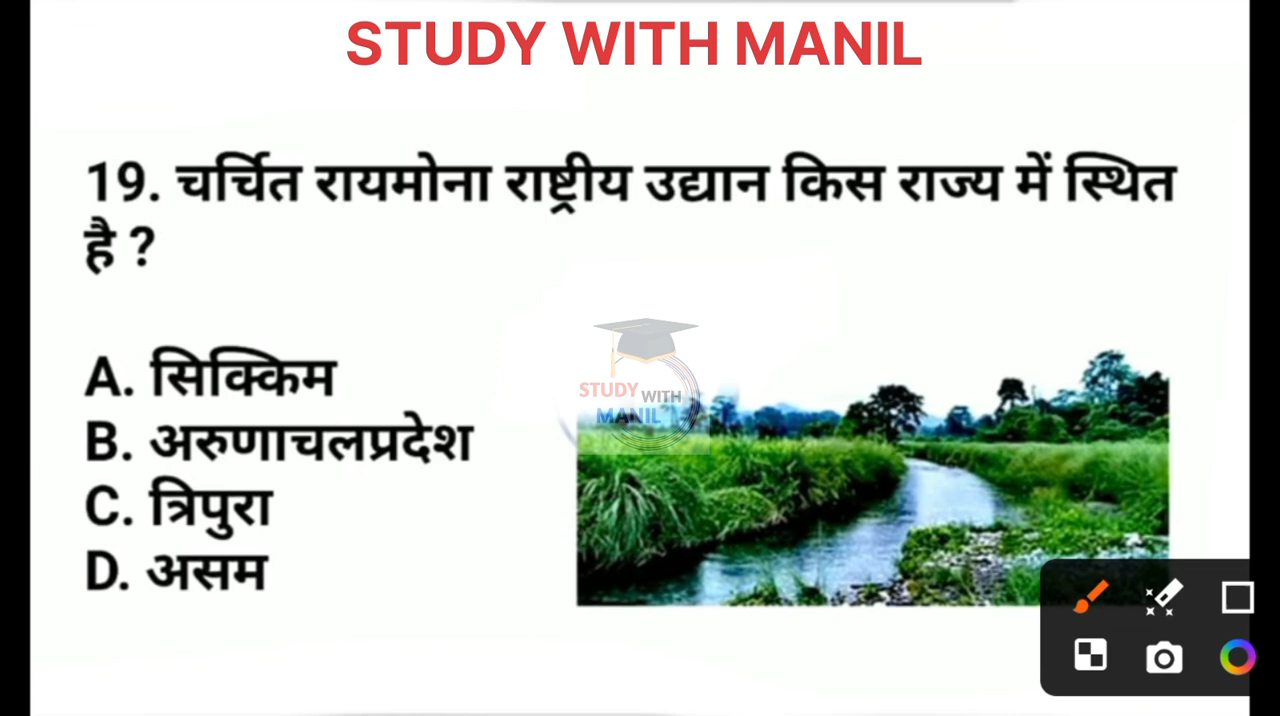 STUDY WITH MANIL
19. चर्चित रायमोना राष्ट्रीय उद्यान किस राज्य में स्थित
है ?
A. सिक्किम
B. अरुणाचलप्रदेश
C. त्रिपुरा
D. असम
STUDY WITH
MANIL